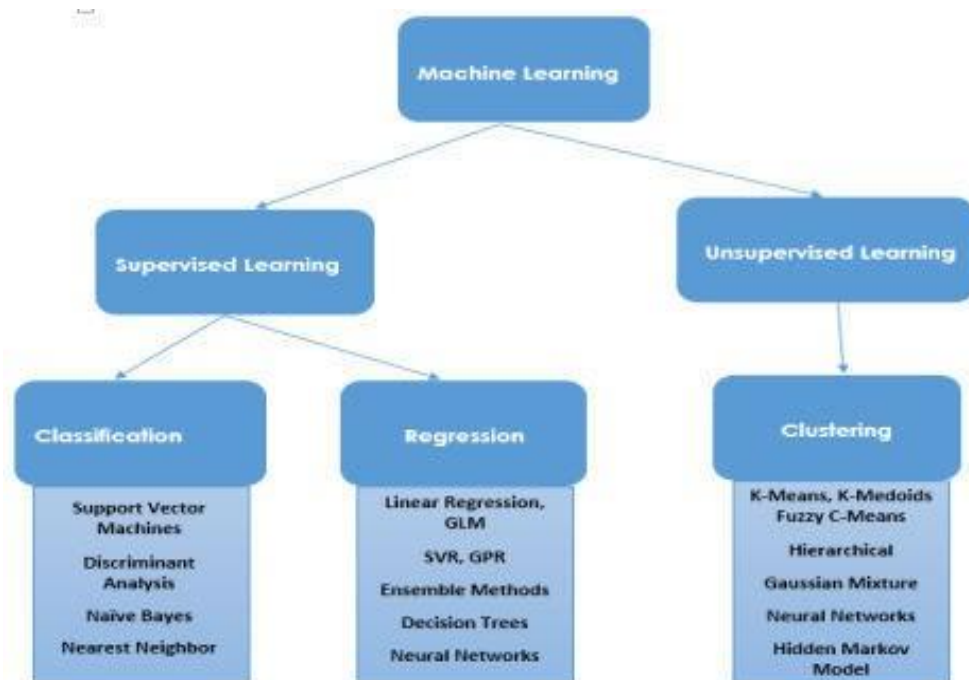 Machine Learning
Supervised Learning
Unsupervised Learning
Classification
Support Vector
Machines
Discriminant
Analysis
Naïve Bayes
Nearest Neighbor
Regression
Linear Regression,
GLM
SVR, GPR
Ensemble Methods
Decision Trees
Neural Networks
Clustering
K-Means, K-Medoids
Fuzzy C-Means
Hierarchical
Gaussian Mixture
Neural Networks
Hidden Markov
Model